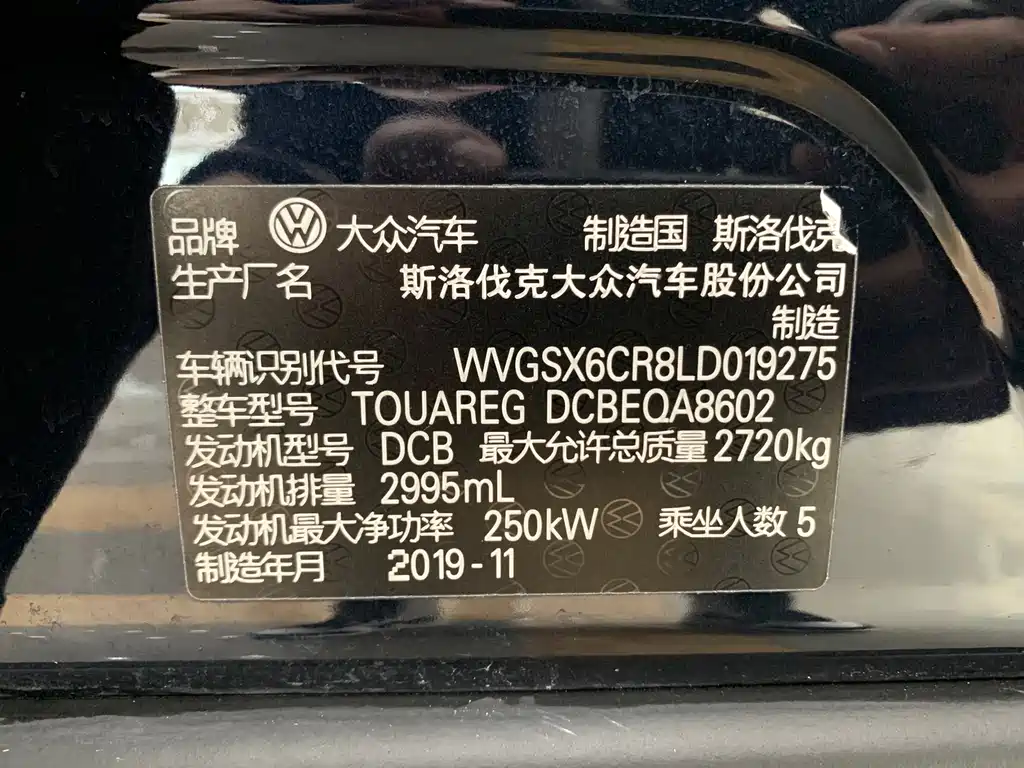 品牌 大众汽车 制造国 斯洛伐克
生产厂名 斯洛伐克大众汽车股份公司
制造
车辆识别代号 WVGSX6CR8LD019275
整车型号 TOUAREG DCBEQA8602
发动机型号 DCB 最大允许总质量 2720kg
发动机排量 2995mL
发动机最大净功率 250kW 乘坐人数 5
制造年月 2019-11